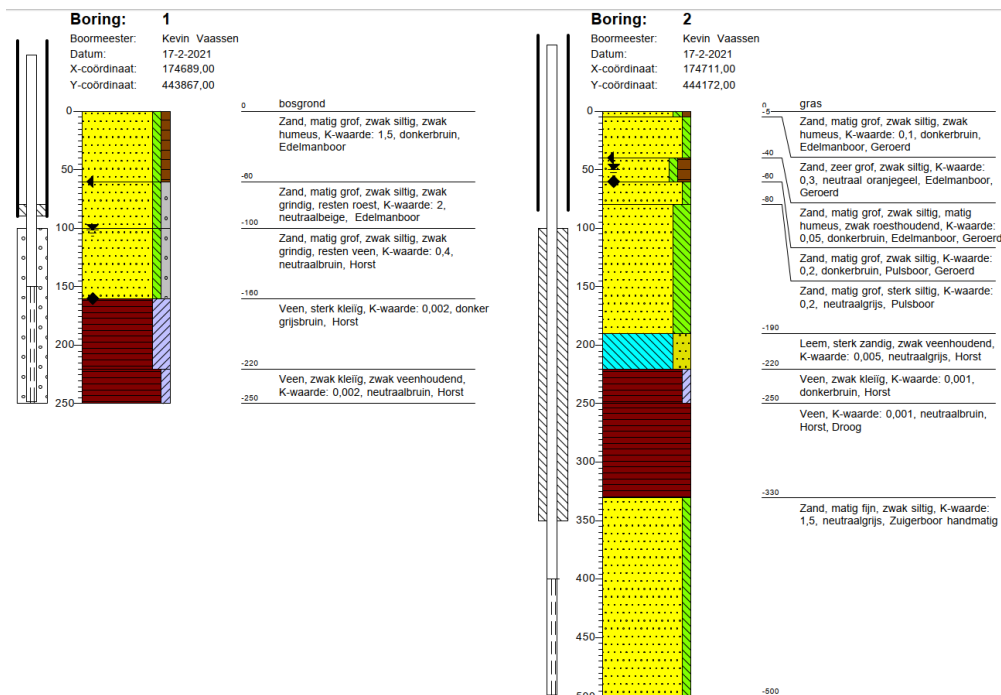 Boring: 1
Boormeester: Kevin Vaassen
Datum: 17-2-2021
X-coördinaat: 174689,00
Y-coördinaat: 443867,00
0
50
100
150
200
250
0 bosgrond
Zand, matig grof, zwak siltig, zwak
humeus, K-waarde: 1,5, donkerbruin,
Edelmanboor
-60
Zand, matig grof, zwak siltig, zwak
grindig, resten roest, K-waarde: 2,
neutraalbeige, Edelmanboor
-100
Zand, matig grof, zwak siltig, zwak
grindig, resten veen, K-waarde: 0,4,
neutraalbruin, Horst
-160
Veen, sterk kleiïg, K-waarde: 0,002, donker
grijsbruin, Horst
-220
Veen, zwak kleiïg, zwak veenhoudend,
K-waarde: 0,002, neutraalbruin, Horst
-250
Boring: 2
Boormeester: Kevin Vaassen
Datum: 17-2-2021
X-coördinaat: 174711,00
Y-coördinaat: 444172,00
0
50
100
150
200
250
300
350
400
450
500
0 gras
-5
Zand, matig grof, zwak siltig, zwak
humeus, K-waarde: 0,1, donkerbruin,
Edelmanboor, Geroerd
-40
Zand, zeer grof, zwak siltig, K-waarde:
0,3, neutraal oranjegeel, Edelmanboor,
Geroerd
-60
Zand, matig grof, zwak siltig, matig
humeus, zwak roesthoudend, K-waarde:
0,05, donkerbruin, Edelmanboor, Geroerd
-80
Zand, matig grof, zwak siltig, K-waarde:
0,2, donkerbruin, Pulsboor, Geroerd
Zand, matig grof, sterk siltig, K-waarde:
0,2, neutraalgrijs, Pulsboor
-190
Leem, sterk zandig, zwak veenhoudend,
K-waarde: 0,005, neutraalgrijs, Horst
-220
Veen, zwak kleiïg, K-waarde: 0,001,
donkerbruin, Horst
-250
Veen, K-waarde: 0,001, neutraalbruin,
Horst, Droog
-330
Zand, matig fijn, zwak siltig, K-waarde:
1,5, neutraalgrijs, Zuigerboor handmatig
-500